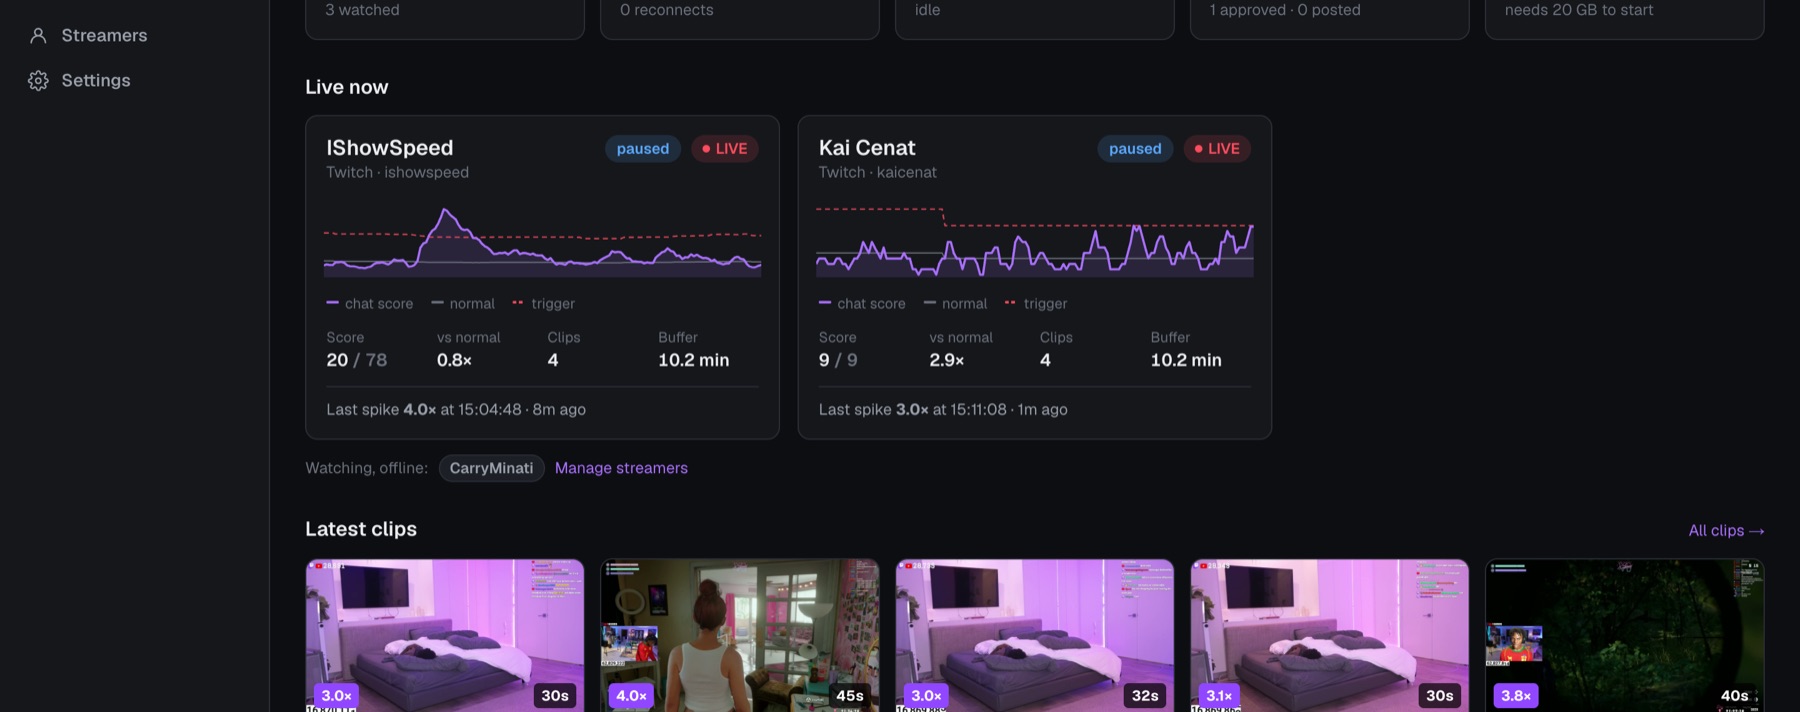 3 watched
0 reconnects
idle
1 approved · 0 posted
needs 20 GB to start
Streamers
Settings
Live now
IShowSpeed
paused
LIVE
Twitch · ishowspeed
chat score
normal
trigger
Score
vs normal
Clips
Buffer
20 / 78
0.8×
4
10.2 min
Last spike 4.0× at 15:04:48 · 8m ago
Kai Cenat
paused
LIVE
Twitch · kaicenat
chat score
normal
trigger
Score
vs normal
Clips
Buffer
9 / 9
2.9×
4
10.2 min
Last spike 3.0× at 15:11:08 · 1m ago
Watching, offline: CarryMinati Manage streamers
Latest clips
All clips →
3.0×
30s
4.0×
45s
3.0×
32s
3.1×
30s
3.8×
40s